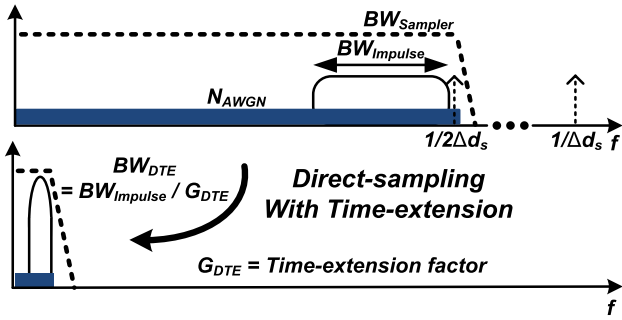 BW_Sampler
BW_Impulse
N_AWGN
1/2Δd_s
1/Δd_s
f
BW_DTE
= BW_Impulse / G_DTE
Direct-sampling
With Time-extension
G_DTE = Time-extension factor
f